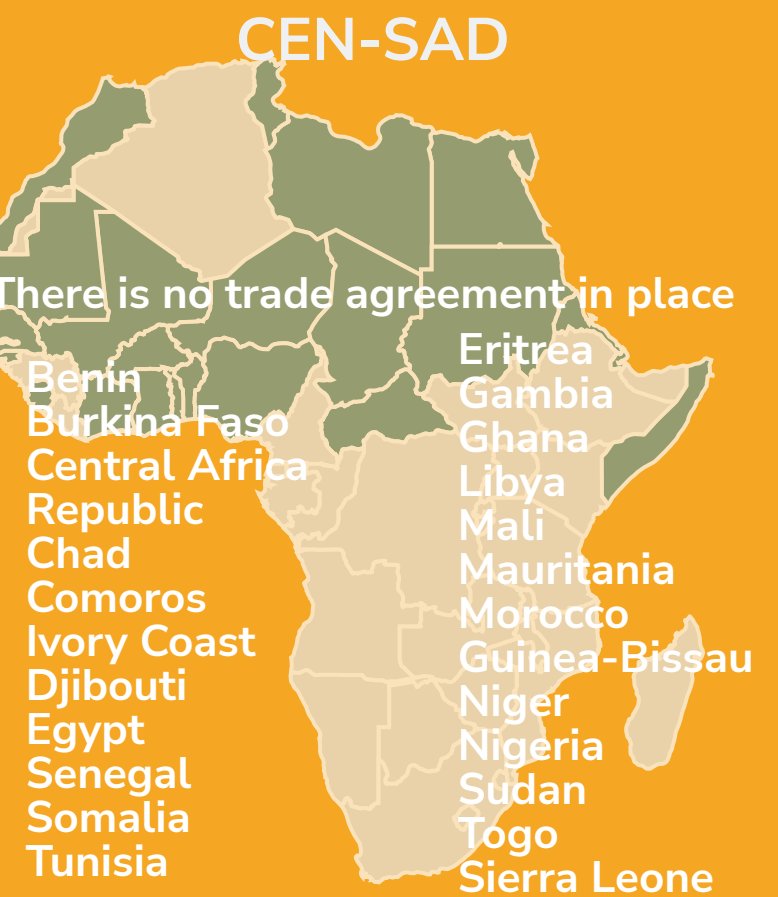 CEN-SAD
There is no trade agreement in place
Benin
Burkina Faso
Central Africa
Republic
Chad
Comoros
Ivory Coast
Djibouti
Egypt
Senegal
Somalia
Tunisia
Eritrea
Gambia
Ghana
Libya
Mali
Mauritania
Morocco
Guinea-Bissau
Niger
Nigeria
Sudan
Togo
Sierra Leone